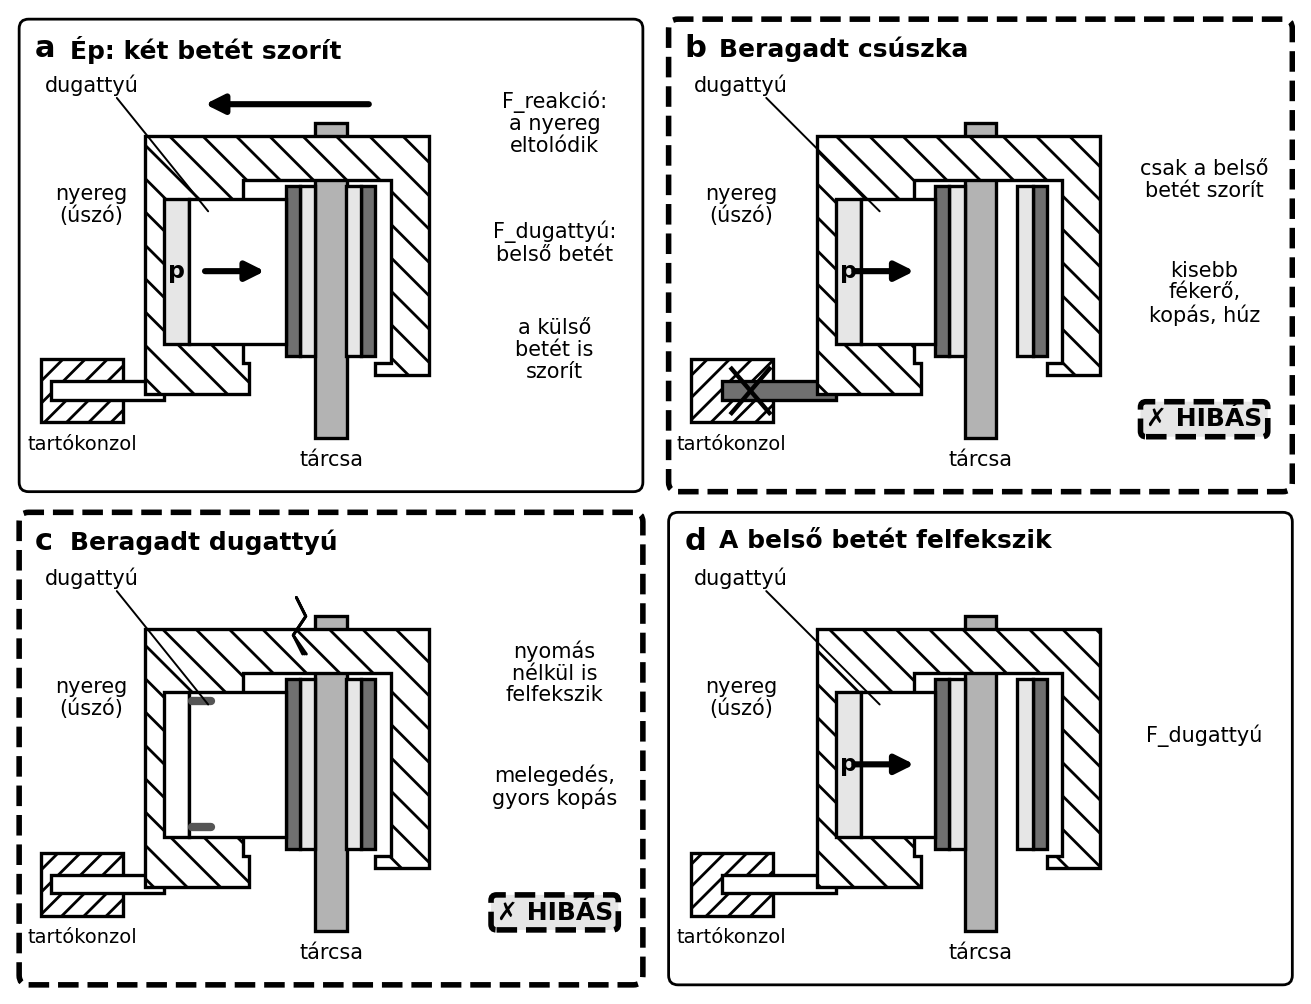 a Ép: két betét szorít
dugattyú
F_reakció:
a nyereg
eltolódik
nyereg
(úszó)
F_dugattyú:
belső betét
p
a külső
betét is
szorít
tartókonzol
tárcsa
b Beragadt csúszka
dugattyú
csak a belső
betét szorít
nyereg
(úszó)
p
kisebb
fékerő,
kopás, húz
✗ HIBÁS
tartókonzol
tárcsa
c Beragadt dugattyú
dugattyú
nyomás
nélkül is
felfekszik
nyereg
(úszó)
melegedés,
gyors kopás
✗ HIBÁS
tartókonzol
tárcsa
d A belső betét felfekszik
dugattyú
nyereg
(úszó)
F_dugattyú
p
tartókonzol
tárcsa